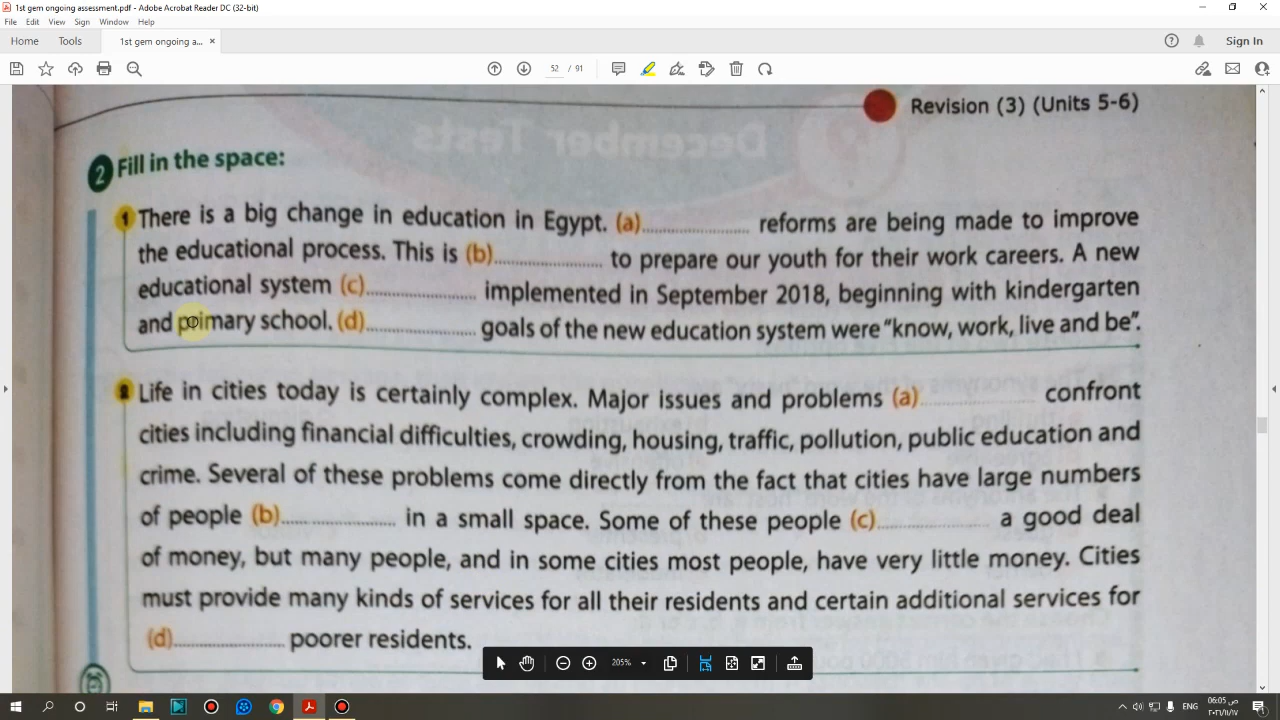 1st gem ongoing assessment.pdf - Adobe Acrobat Reader DC (32-bit)
File Edit View Sign Window Help
Home Tools 1st gem ongoing a... × Sign In
52 / 91
Revision (3) (Units 5-6)
December Tests
2 Fill in the space:
1 There is a big change in education in Egypt. (a).................... reforms are being made to improve
the educational process. This is (b).................... to prepare our youth for their work careers. A new
educational system (c).................... implemented in September 2018, beginning with kindergarten
and primary school. (d).................... goals of the new education system were “know, work, live and be”.
2 Life in cities today is certainly complex. Major issues and problems (a).................... confront
cities including financial difficulties, crowding, housing, traffic, pollution, public education and
crime. Several of these problems come directly from the fact that cities have large numbers
of people (b).................... in a small space. Some of these people (c).................... a good deal
of money, but many people, and in some cities most people, have very little money. Cities
must provide many kinds of services for all their residents and certain additional services for
(d).................... poorer residents.
205%
ENG 06:05 ص